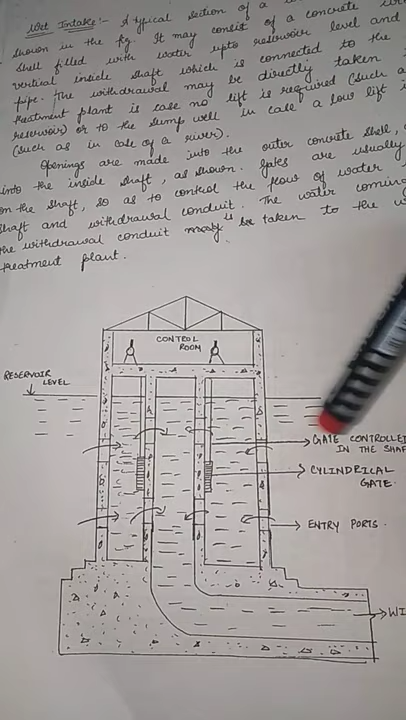 Wet Intake:- A typical section of a
shown in the fig. It may consist of a concrete
shell filled with water upto reservoir level and
vertical inside shaft which is connected to the
pipe. The withdrawal may be directly taken
treatment plant is case no lift is required (such a
reservoir) or to the sump well in case a low lift i
(such as in case of a river).
Openings are made into the outer concrete shell,
into the inside shaft, as shown. Gates are usually
on the shaft, so as to control the flow of water
shaft and withdrawal conduit. The water comin
the withdrawal conduit may be taken to the w
treatment plant.
CONTROL
ROOM
RESERVOIR
LEVEL
GATE CONTROLLE
IN THE SHAF
CYLINDRICAL
GATE.
ENTRY PORTS.
WI